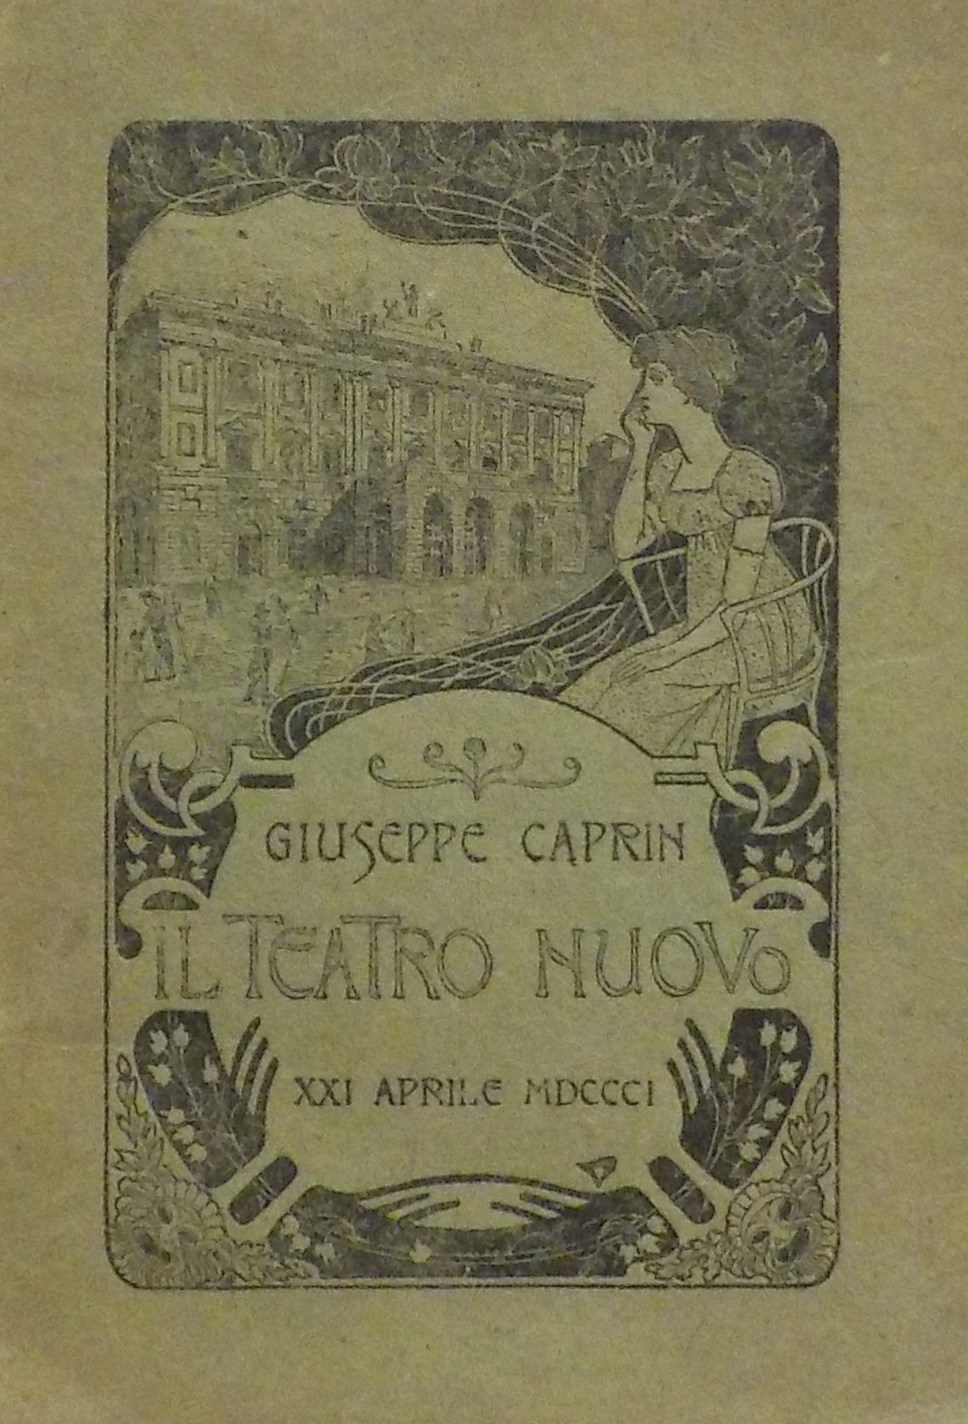 GIUSEPPE CAPRIN
IL TEATRO NUOVO
XXI APRILE MDCCCI